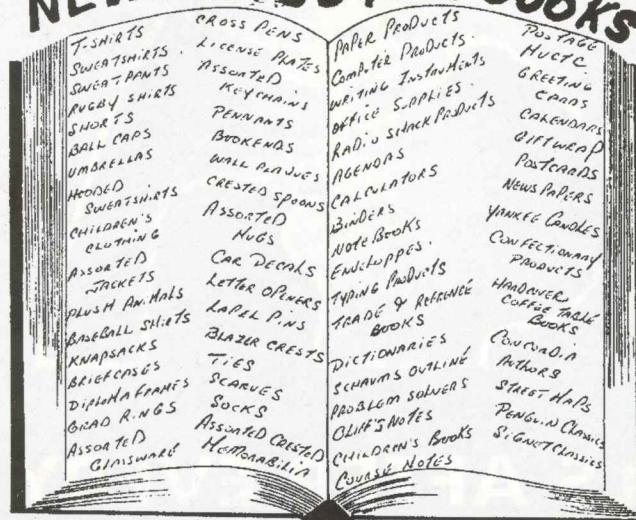 BOOKS
T-SHIRTS
SWEATSHIRTS.
SWEATPANTS
RUGBY SHIRTS
SHORTS
BALL CAPS
UMBRELLAS
HOODED
SWEATSHIRTS
CHILDREN'S
CLOTHING
ASSORTED
JACKETS
PLUSH ANIMALS
BASEBALL SHIRTS
KNAPSACKS
BRIEFCASES
DIPLOMA FRAMES
GRAD RINGS
ASSORTED
GLASSWARE
CROSS PENS
LICENSE PLATES
ASSORTED
KEYCHAINS
PENNANTS
BOOKENDS
WALL PLAQUES
CRESTED SPOONS
ASSORTED
MUGS
CAR DECALS
LETTER OPENERS
LAPEL PINS
BLAZER CRESTS
TIES
SCARVES
SOCKS
ASSORTED CRESTED
MEMORABILIA
PAPER PRODUCTS
COMPUTER PRODUCTS.
WRITING INSTRUMENTS
OFFICE SUPPLIES.
RADIO SHACK PRODUCTS
AGENDAS
CALCULATORS
BINDERS
NOTE BOOKS
ENVELOPPES.
TYPING PRODUCTS
TRADE & REFERENCE
BOOKS
DICTIONARIES
SCHAUMS OUTLINE
PROBLEM SOLVERS
CLIFF'S NOTES
CHILDREN'S BOOKS
COURSE NOTES
POSTAGE
MUCTC
GREETING
CARDS
CALENDARS
GIFTWRAP
POSTCARDS
NEWSPAPERS
YANKEE CANDLES
CONFECTIONARY
PRODUCTS
HARDCOVER
COFFEE TABLE
BOOKS
CONCORDIA
AUTHORS
STREET MAPS
PENGUIN CLASSICS
SIGNET CLASSICS